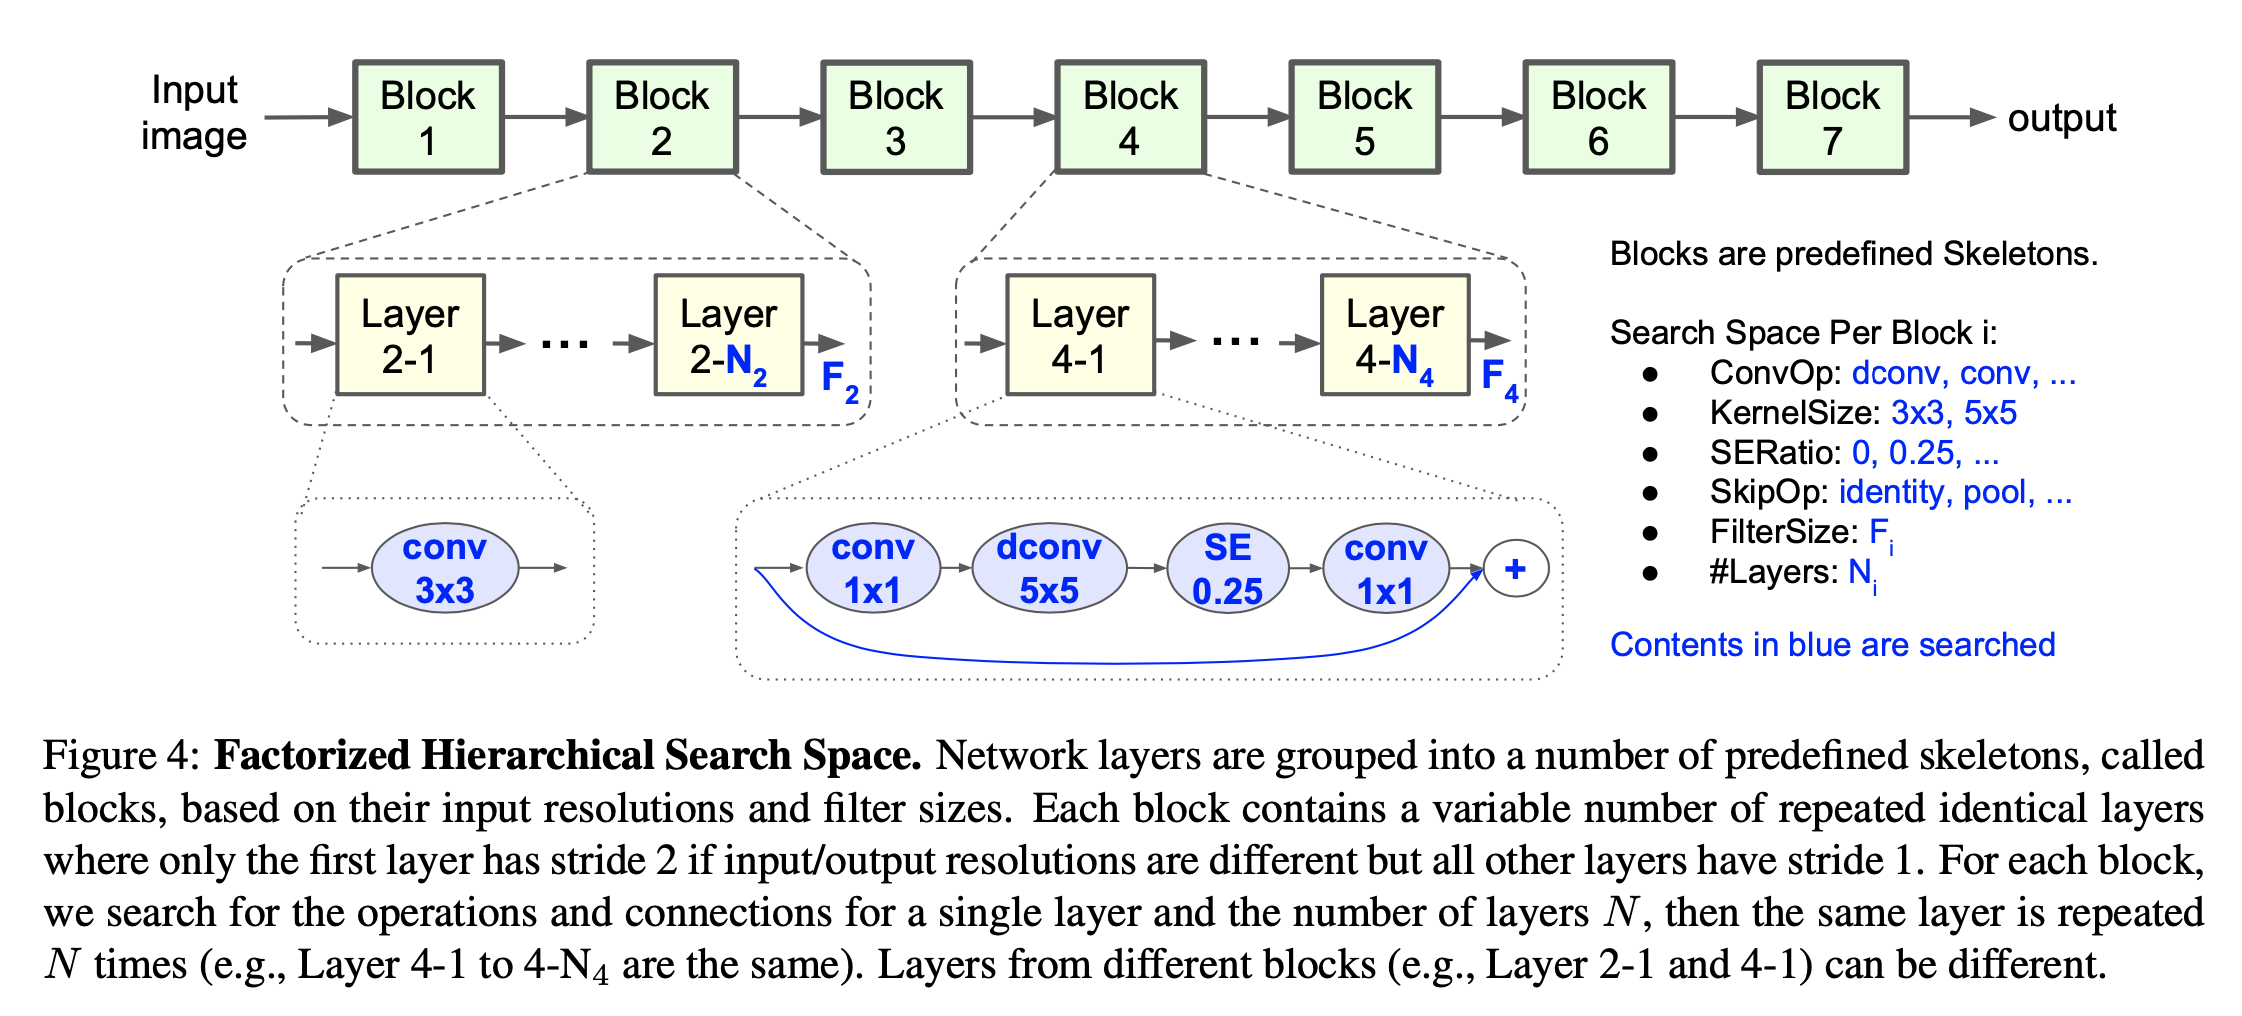 Input
image
Block
1
Block
2
Block
3
Block
4
Block
5
Block
6
Block
7
output
Layer
2-1
...
Layer
2-N2
F2
Layer
4-1
...
Layer
4-N4
F4
conv
3x3
conv
1x1
dconv
5x5
SE
0.25
conv
1x1
+
Blocks are predefined Skeletons.
Search Space Per Block i:
● ConvOp: dconv, conv, ...
● KernelSize: 3x3, 5x5
● SERatio: 0, 0.25, ...
● SkipOp: identity, pool, ...
● FilterSize: Fi
● #Layers: Ni
Contents in blue are searched
Figure 4: Factorized Hierarchical Search Space. Network layers are grouped into a number of predefined skeletons, called
blocks, based on their input resolutions and filter sizes. Each block contains a variable number of repeated identical layers
where only the first layer has stride 2 if input/output resolutions are different but all other layers have stride 1. For each block,
we search for the operations and connections for a single layer and the number of layers N, then the same layer is repeated
N times (e.g., Layer 4-1 to 4-N4 are the same). Layers from different blocks (e.g., Layer 2-1 and 4-1) can be different.